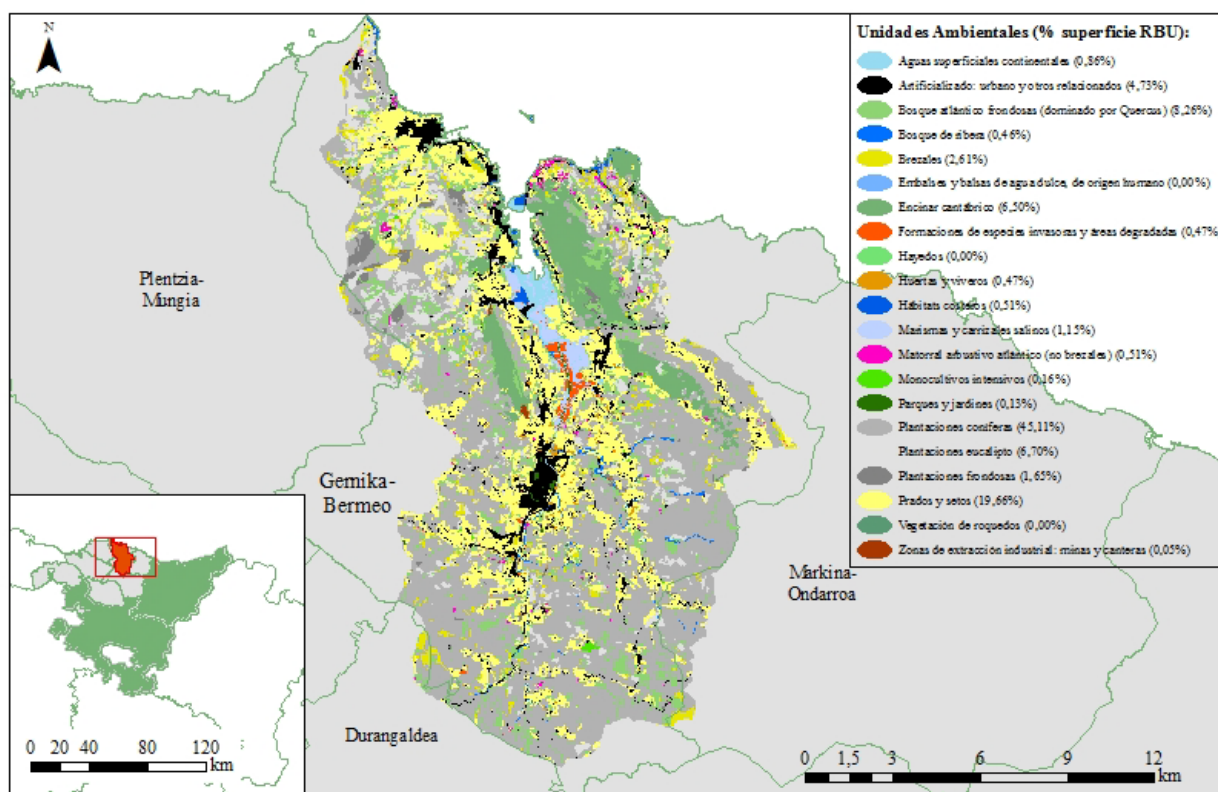 N
Unidades Ambientales (% superficie RBU):
Aguas superficiales continentales (0,86%)
Artificializado: urbano y otros relacionados (4,73%)
Bosque atlántico frondosas (dominado por Quercus) (8,26%)
Bosque de ribera (0,46%)
Brezales (2,61%)
Embalses y balsas de agua dulce, de origen humano (0,00%)
Encinar cantábrico (6,50%)
Formaciones de especies invasoras y áreas degradadas (0,47%
Hayedos (0,00%)
Huertas y viveros (0,47%)
Hábitats costeros (0,51%)
Marismas y carrizales salinos (1,15%)
Matorral arbustivo atlántico (no brezales) (0,51%)
Monocultivos intensivos (0,16%)
Parques y jardines (0,13%)
Plantaciones coníferas (45,11%)
Plantaciones eucalipto (6,70%)
Plantaciones frondosas (1,65%)
Prados y setos (19,66%)
Vegetación de roquedos (0,00%)
Zonas de extracción industrial: minas y canteras (0,05%)
Plentzia-
Mungia
Gernika-
Bermeo
Markina-
Ondarroa
Durangaldea
0 20 40 80 120
km
0 1,5 3 6 9 12
km